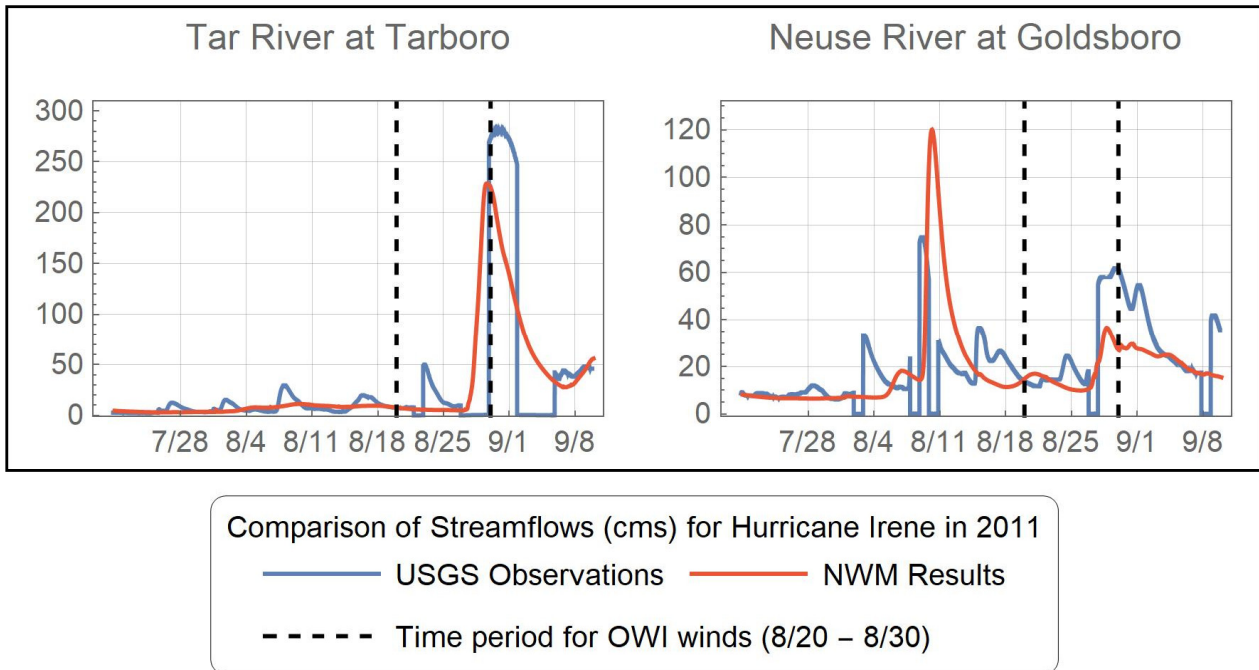 Tar River at Tarboro
300
250
200
150
100
50
0
7/28 8/4 8/11 8/18 8/25 9/1 9/8
Neuse River at Goldsboro
120
100
80
60
40
20
0
7/28 8/4 8/11 8/18 8/25 9/1 9/8
Comparison of Streamflows (cms) for Hurricane Irene in 2011
USGS Observations NWM Results
Time period for OWI winds (8/20 – 8/30)